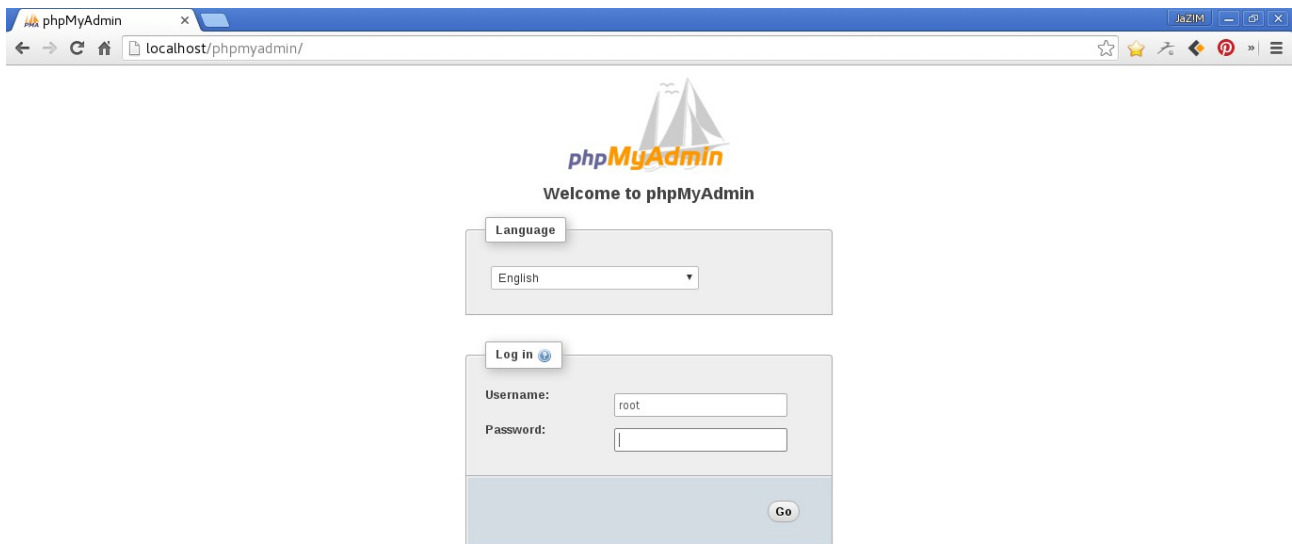 phpMyAdmin
JaZIM
localhost/phpmyadmin/
phpMyAdmin
Welcome to phpMyAdmin
Language
English
Log in
Username:
root
Password:
Go